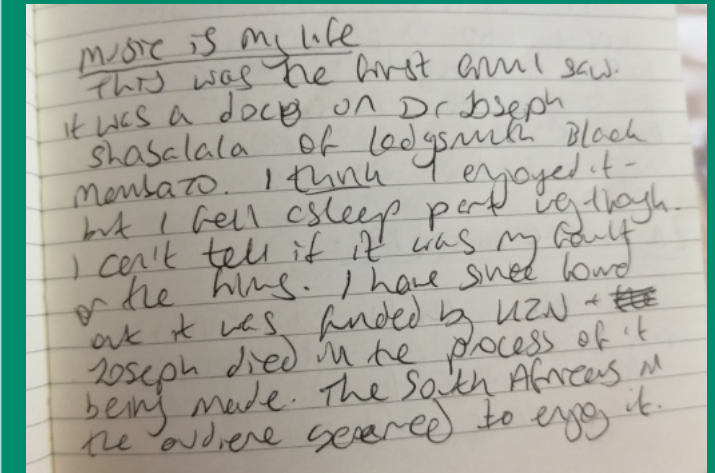 music is my life
This was the first film I saw.
it was a doco on Dr Joseph
Shabalala of Ladysmith Black
Mambazo. I think I enjoyed it -
but I fell asleep part way though.
I can't tell if it was my fault
or the films. I have since found
out it was funded by KZN +
Joseph died in the process of it
being made. The South Africans in
the audience seemed to enjoy it.